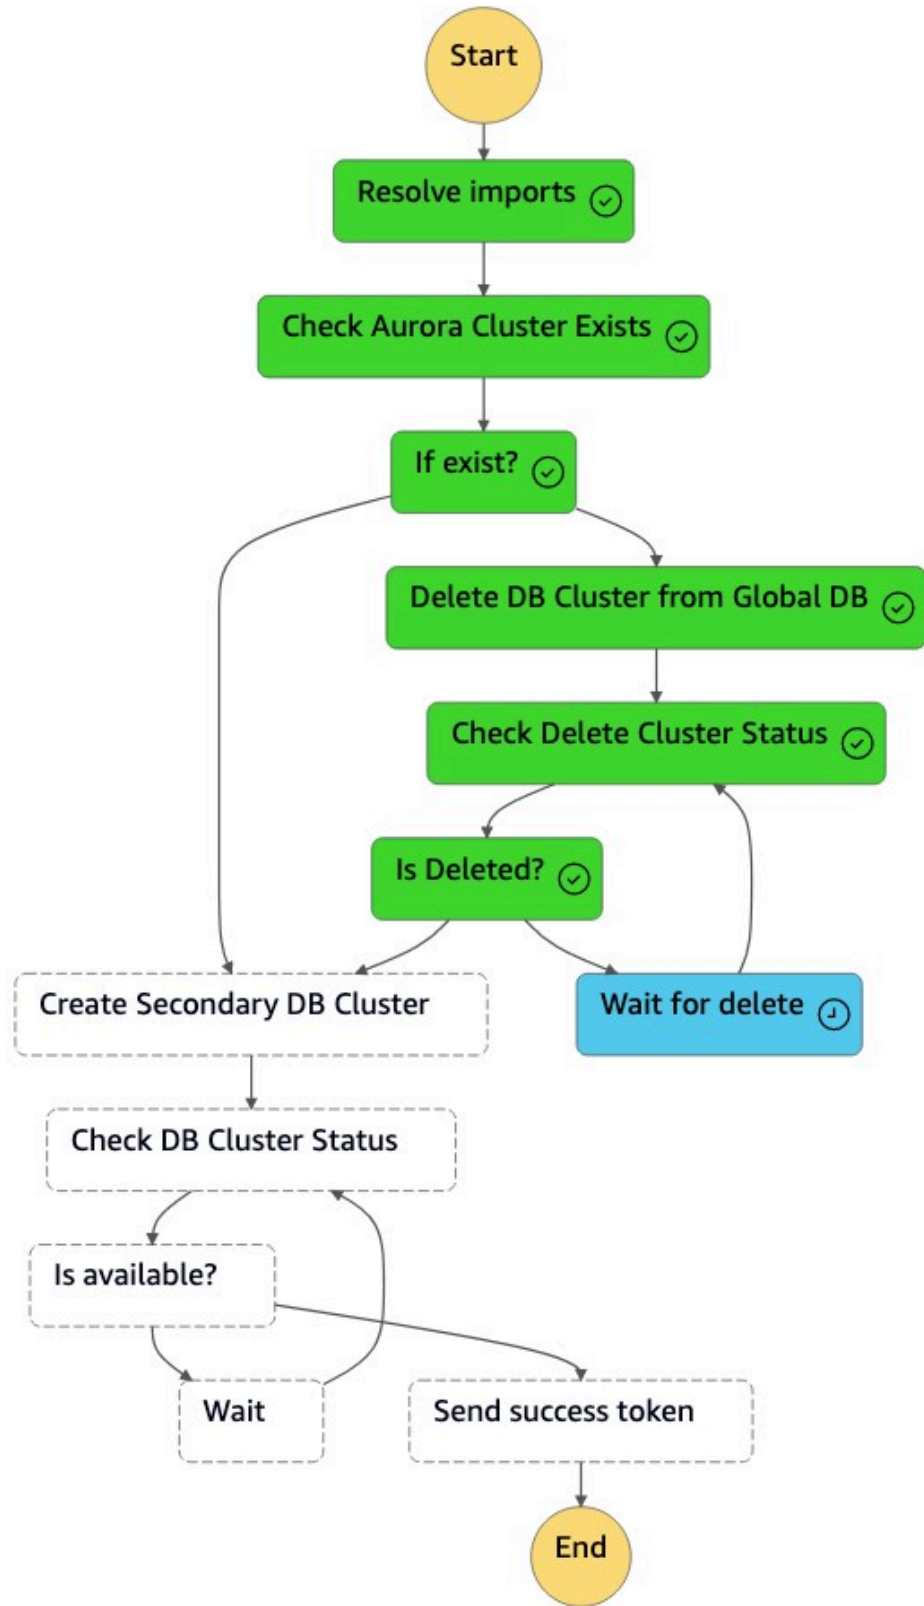 Start
Resolve imports
Check Aurora Cluster Exists
If exist?
Delete DB Cluster from Global DB
Check Delete Cluster Status
Is Deleted?
Create Secondary DB Cluster
Wait for delete
Check DB Cluster Status
Is available?
Wait
Send success token
End